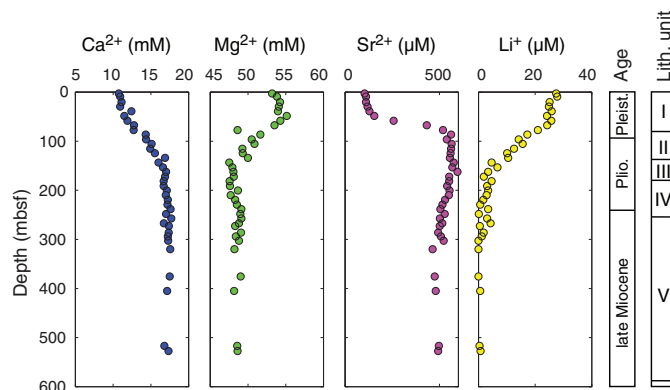 Ca²⁺ (mM) Mg²⁺ (mM) Sr²⁺ (µM) Li⁺ (µM) Age Lith. unit
5 10 15 20 45 50 55 60 0 500 0 20 40
0
100
200
300
400
500
600
Depth (mbsf)
Pleist.
Plio.
late Miocene
I
II
III
IV
V